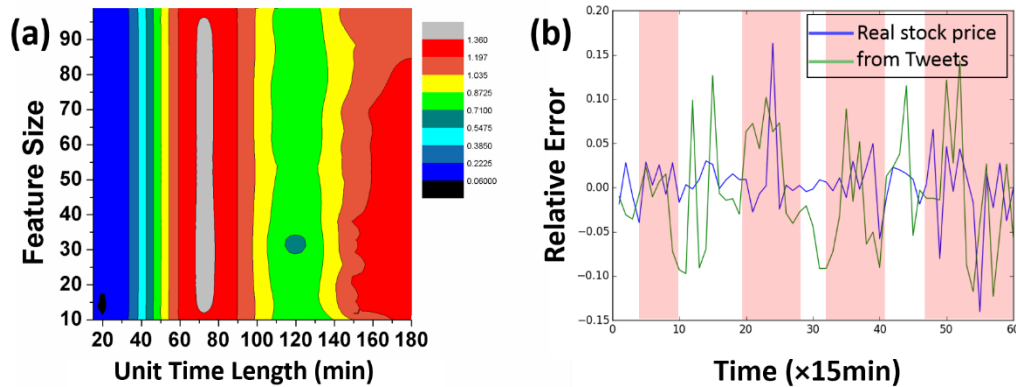 (a)
Feature Size
90
80
70
60
50
40
30
20
10
20 40 60 80 100 120 140 160 180
Unit Time Length (min)
1.360
1.197
1.035
0.8725
0.7100
0.5475
0.3850
0.2225
0.06000
(b)
Relative Error
0.20
0.15
0.10
0.05
0.00
−0.05
−0.10
−0.15
0 10 20 30 40 50 60
Time (×15min)
Real stock price
from Tweets